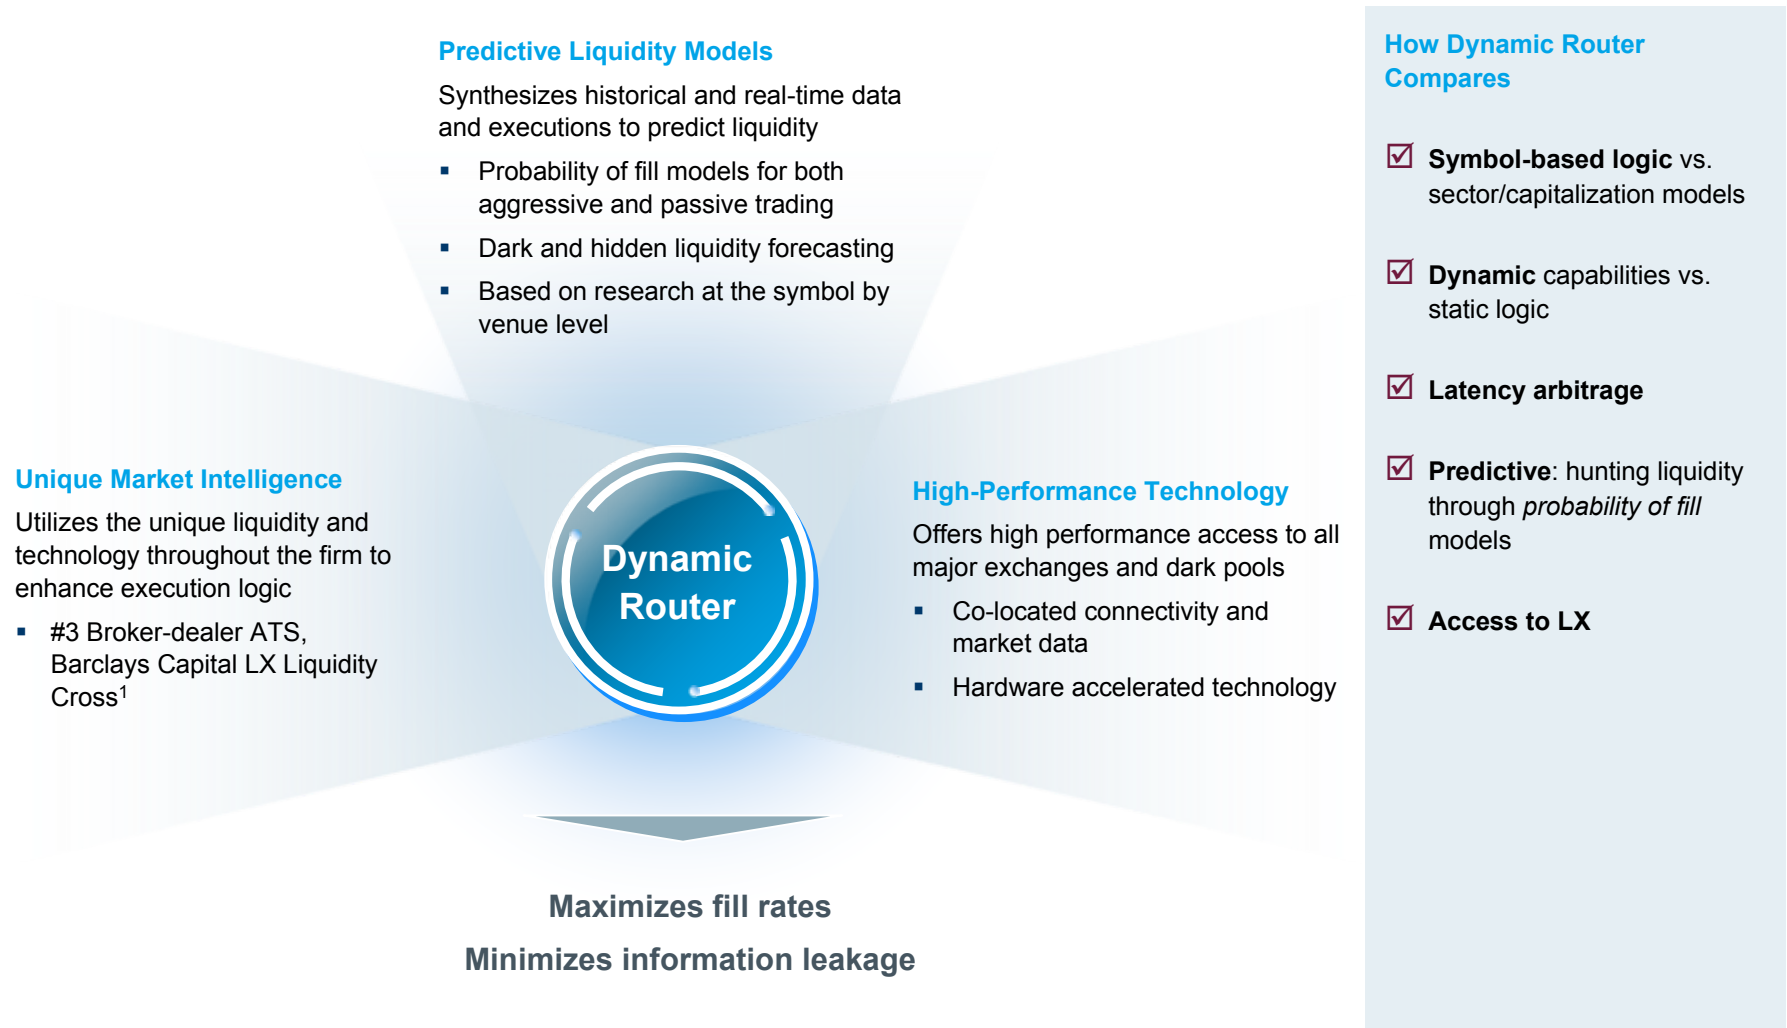 Predictive Liquidity Models
Synthesizes historical and real-time data
and executions to predict liquidity
▪ Probability of fill models for both
aggressive and passive trading
▪ Dark and hidden liquidity forecasting
▪ Based on research at the symbol by
venue level
Unique Market Intelligence
Utilizes the unique liquidity and
technology throughout the firm to
enhance execution logic
▪ #3 Broker-dealer ATS,
Barclays Capital LX Liquidity
Cross¹
Dynamic
Router
High-Performance Technology
Offers high performance access to all
major exchanges and dark pools
▪ Co-located connectivity and
market data
▪ Hardware accelerated technology
Maximizes fill rates
Minimizes information leakage
How Dynamic Router
Compares
☑ Symbol-based logic vs.
sector/capitalization models
☑ Dynamic capabilities vs.
static logic
☑ Latency arbitrage
☑ Predictive: hunting liquidity
through probability of fill
models
☑ Access to LX